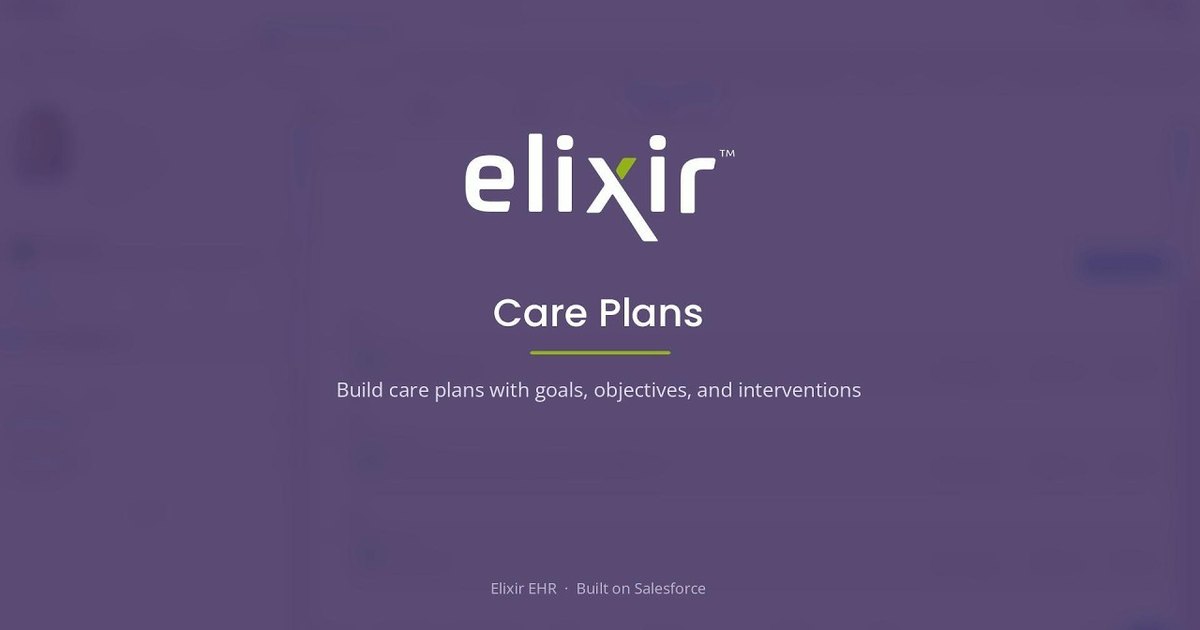 elixir™
Care Plans
Build care plans with goals, objectives, and interventions
Elixir EHR · Built on Salesforce